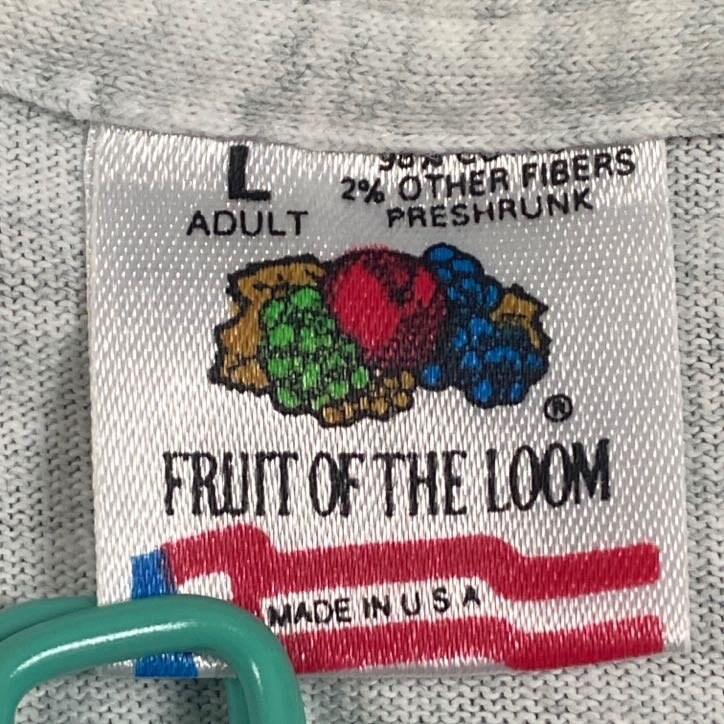 L
ADULT
2% OTHER FIBERS
PRESHRUNK
®
FRUIT OF THE LOOM
MADE IN U S A